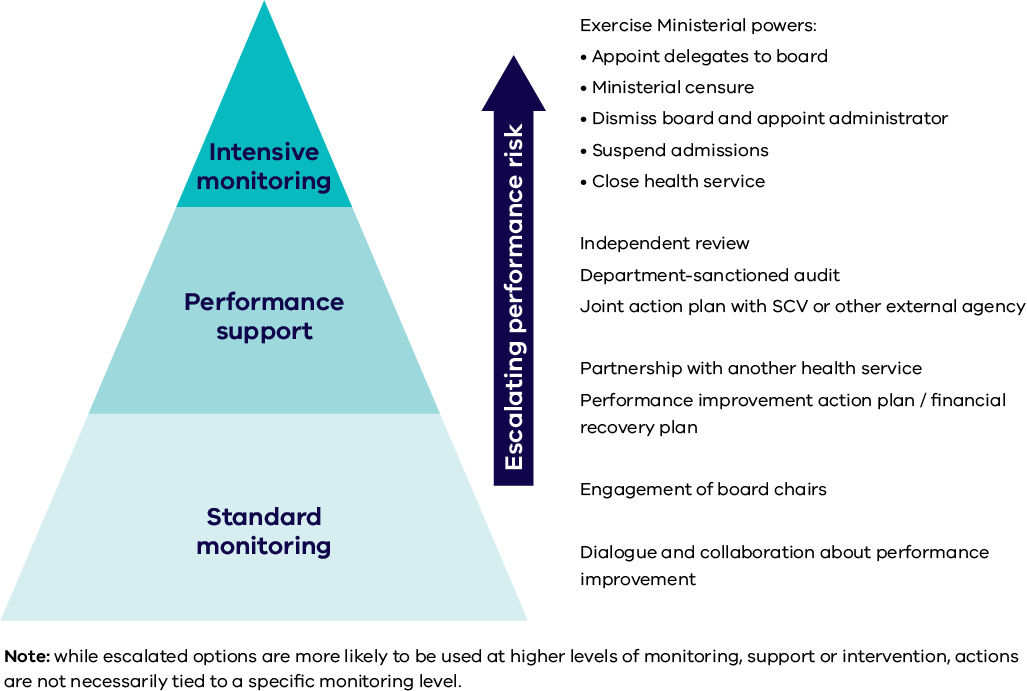 Intensive
monitoring
Performance
support
Standard
monitoring
Escalating performance risk
Exercise Ministerial powers:
• Appoint delegates to board
• Ministerial censure
• Dismiss board and appoint administrator
• Suspend admissions
• Close health service
Independent review
Department-sanctioned audit
Joint action plan with SCV or other external agency
Partnership with another health service
Performance improvement action plan / financial
recovery plan
Engagement of board chairs
Dialogue and collaboration about performance
improvement
Note: while escalated options are more likely to be used at higher levels of monitoring, support or intervention, actions
are not necessarily tied to a specific monitoring level.